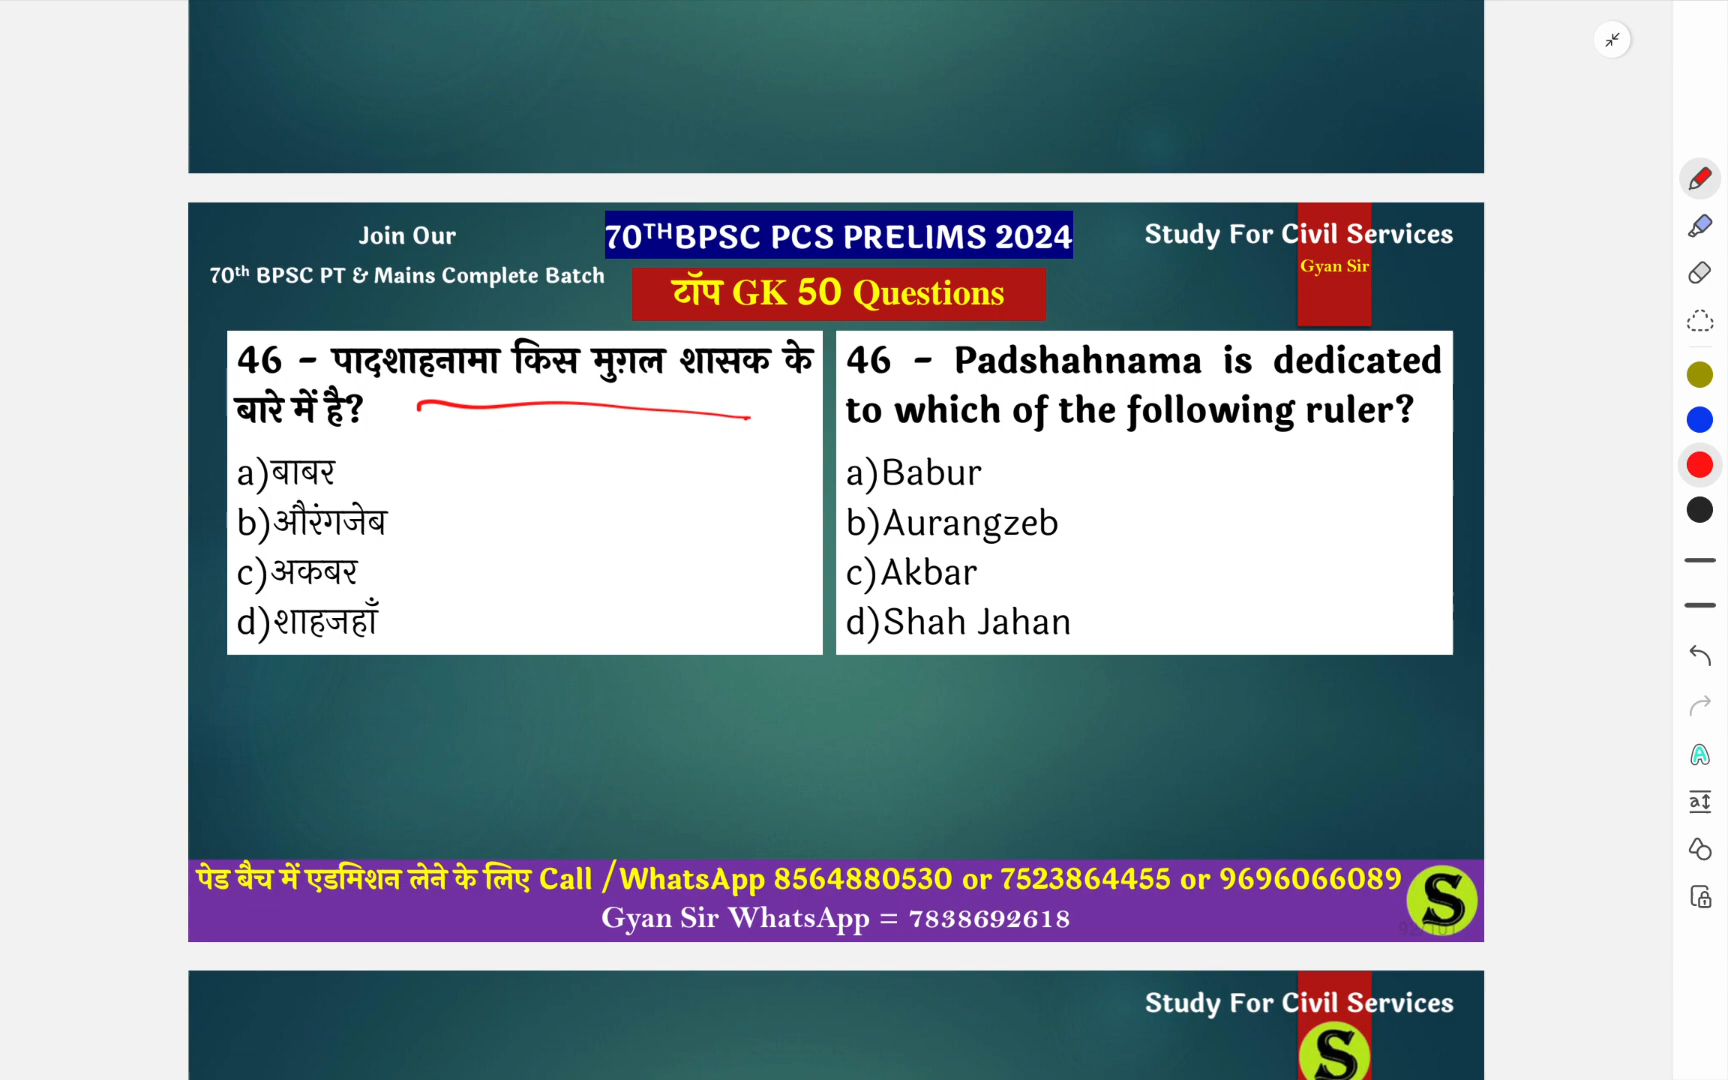 Join Our
70th BPSC PT & Mains Complete Batch
70THBPSC PCS PRELIMS 2024
टॉप GK 50 Questions
Study For Civil Services
Gyan Sir
46 - पादशाहनामा किस मुग़ल शासक के
बारे में है?
a)बाबर
b)औरंगजेब
c)अकबर
d)शाहजहाँ
46 - Padshahnama is dedicated
to which of the following ruler?
a)Babur
b)Aurangzeb
c)Akbar
d)Shah Jahan
पेड बैच में एडमिशन लेने के लिए Call /WhatsApp 8564880530 or 7523864455 or 9696066089
Gyan Sir WhatsApp = 7838692618
S
Study For Civil Services
S